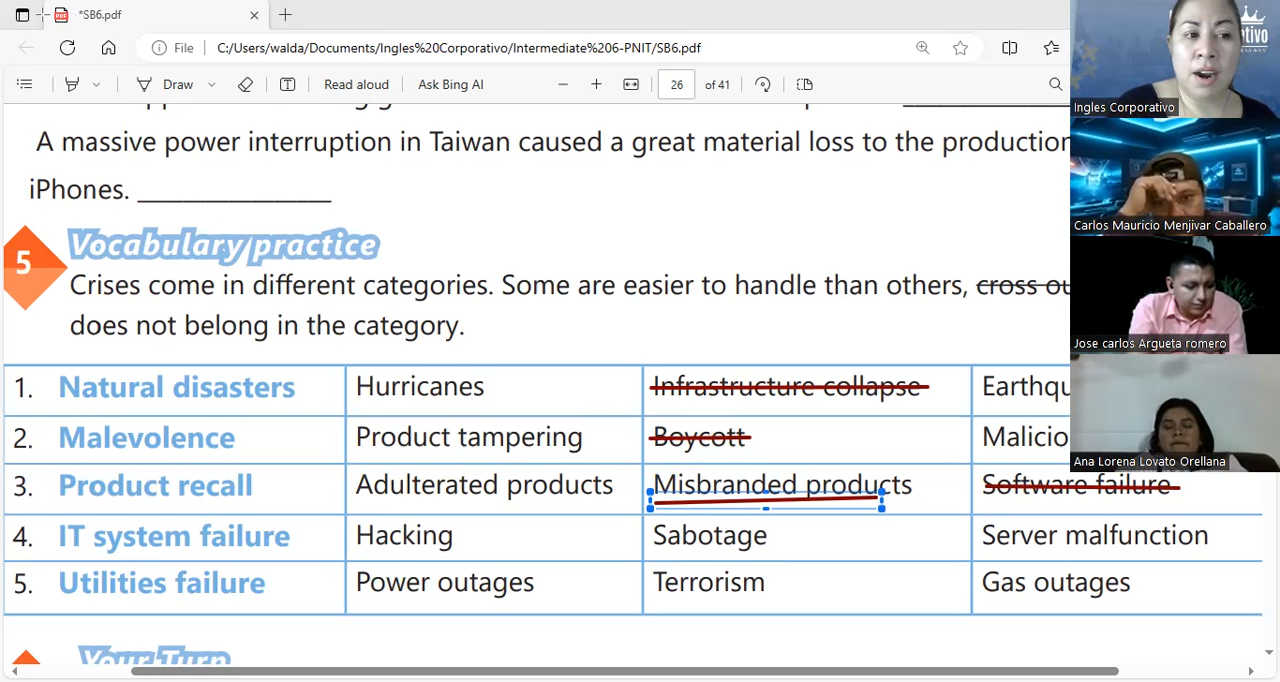 *SB6.pdf
File
C:/Users/walda/Documents/Ingles%20Corporativo/Intermediate%206-PNIT/SB6.pdf
Draw
Read aloud
Ask Bing AI
26 of 41
A massive power interruption in Taiwan caused a great material loss to the production
iPhones. ________________
5 Vocabulary practice
Crises come in different categories. Some are easier to handle than others, cross ou
does not belong in the category.
1. Natural disasters Hurricanes Infrastructure collapse Earthqu
2. Malevolence Product tampering Boycott Malicio
3. Product recall Adulterated products Misbranded products Software failure
4. IT system failure Hacking Sabotage Server malfunction
5. Utilities failure Power outages Terrorism Gas outages
Your Turn
Ingles Corporativo
Carlos Mauricio Menjivar Caballero
Jose carlos Argueta romero
Ana Lorena Lovato Orellana